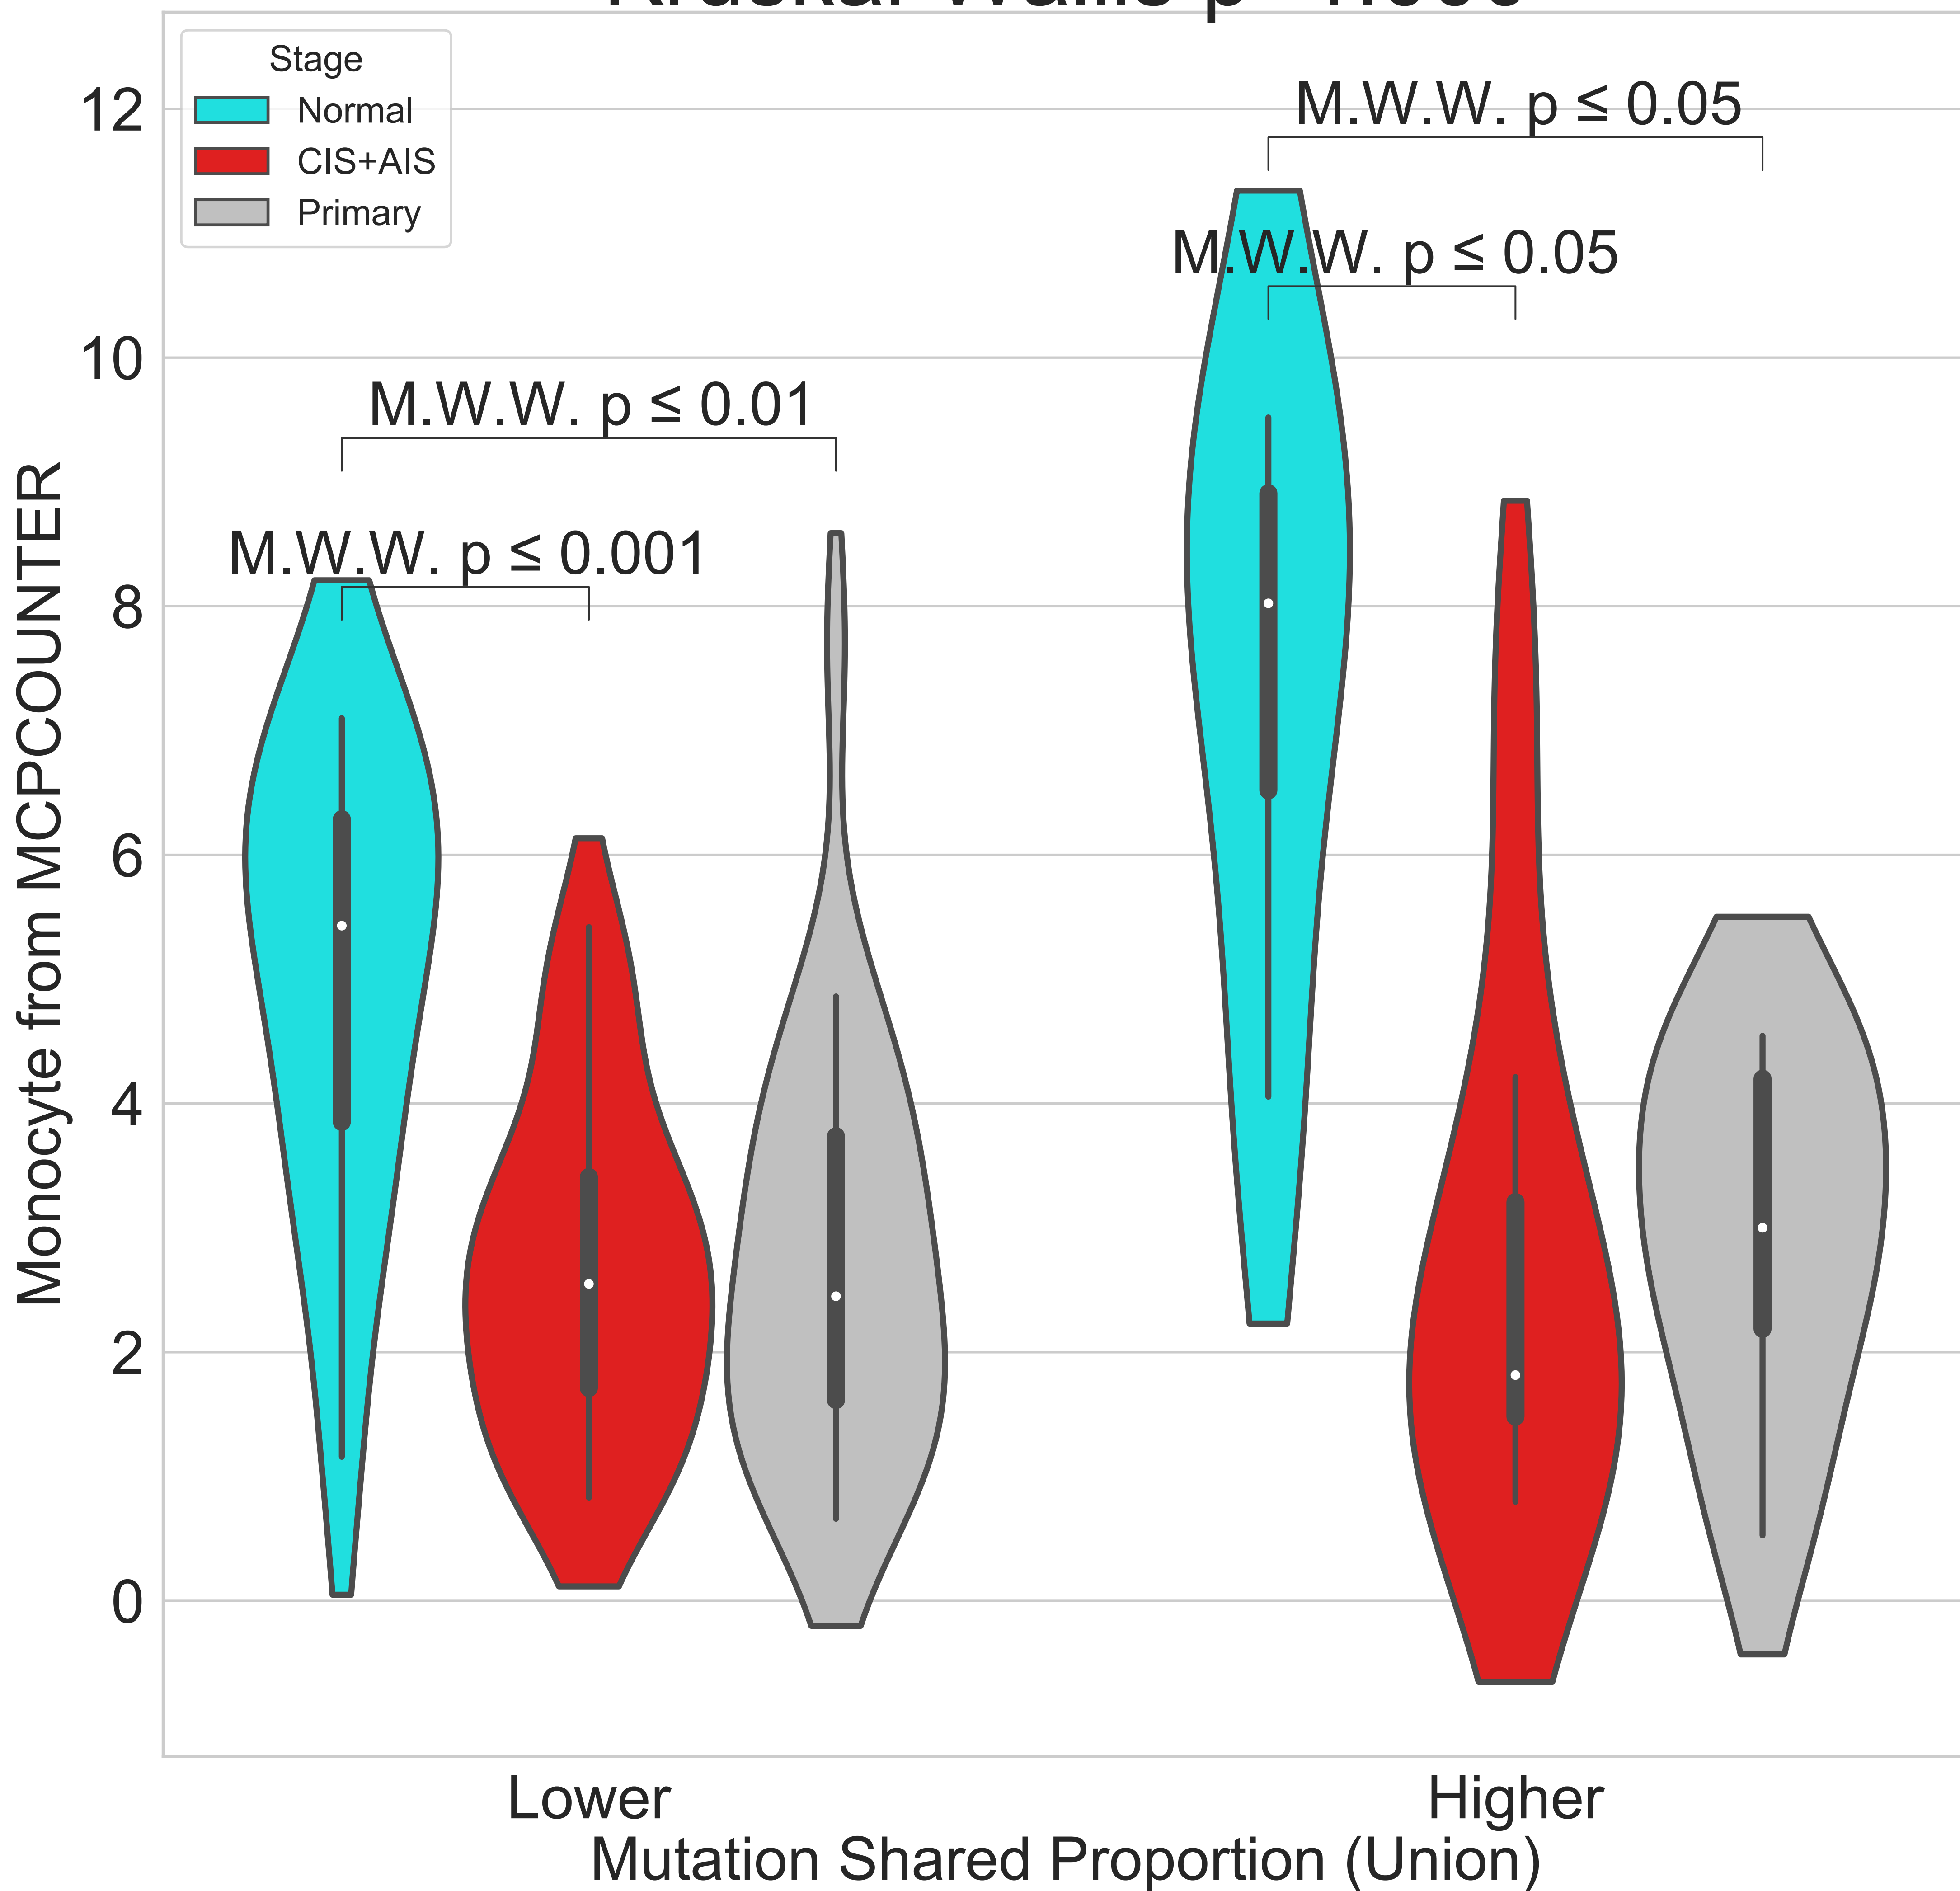 Stage
Normal
CIS+AIS
Primary
M.W.W. p ≤ 0.05
M.W.W. p ≤ 0.05
M.W.W. p ≤ 0.01
M.W.W. p ≤ 0.001
12
10
8
6
4
2
0
Monocyte from MCPCOUNTER
Lower
Higher
Mutation Shared Proportion (Union)